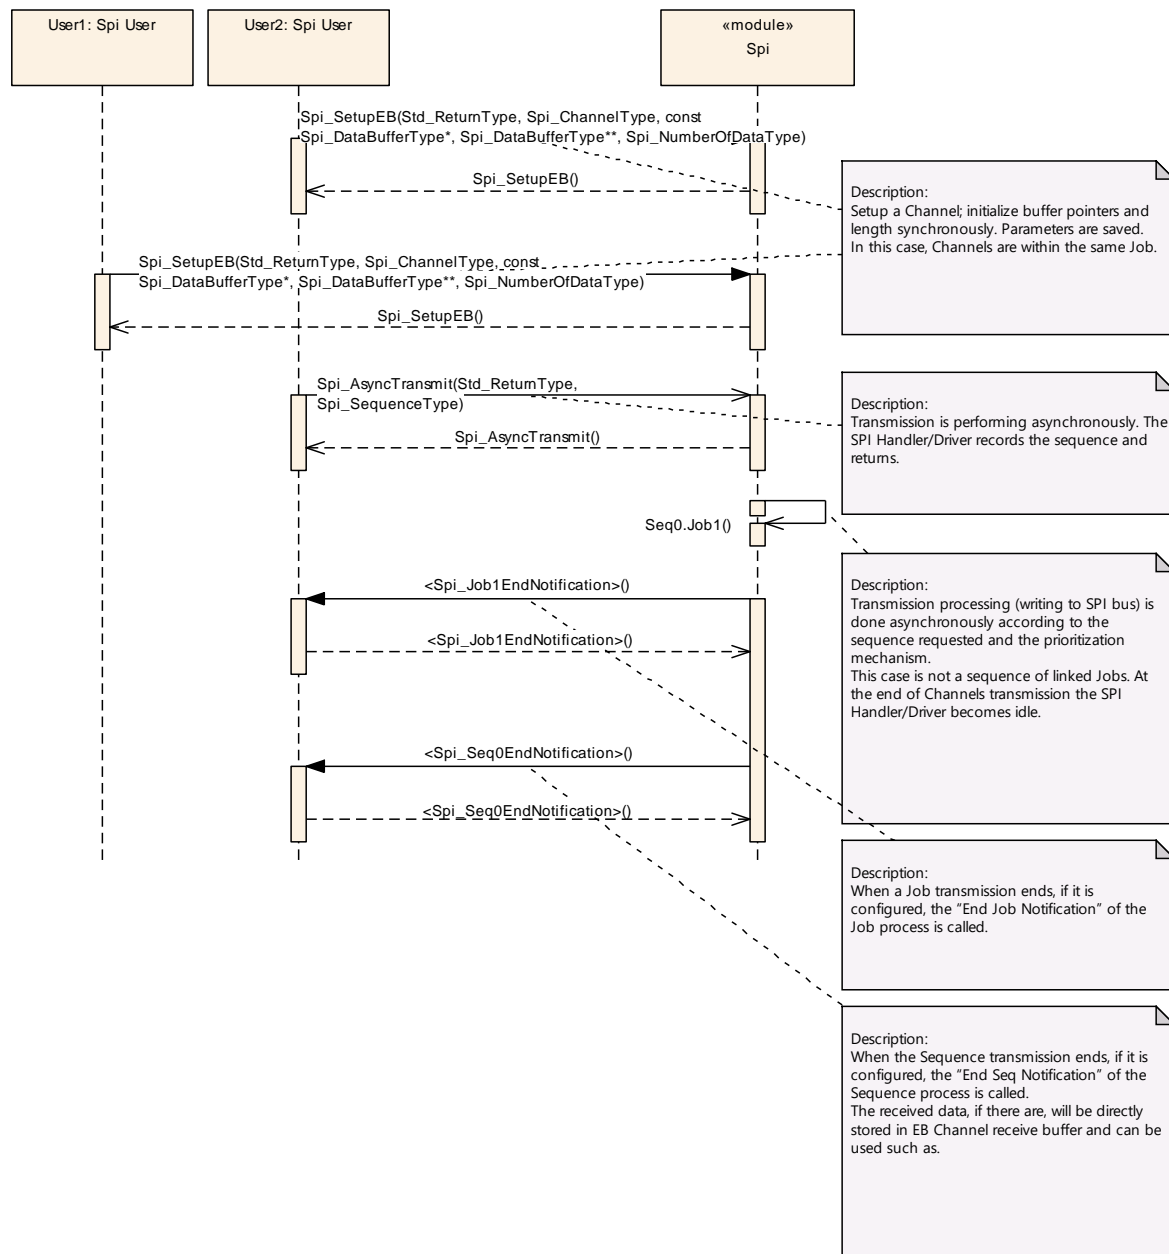 User1: Spi User
User2: Spi User
«module»
Spi
Spi_SetupEB(Std_ReturnType, Spi_ChannelType, const
Spi_DataBufferType*, Spi_DataBufferType**, Spi_NumberOfDataType)
Spi_SetupEB()
Description:
Setup a Channel; initialize buffer pointers and
length synchronously. Parameters are saved.
In this case, Channels are within the same Job.
Spi_SetupEB(Std_ReturnType, Spi_ChannelType, const
Spi_DataBufferType*, Spi_DataBufferType**, Spi_NumberOfDataType)
Spi_SetupEB()
Spi_AsyncTransmit(Std_ReturnType,
Spi_SequenceType)
Spi_AsyncTransmit()
Description:
Transmission is performing asynchronously. The
SPI Handler/Driver records the sequence and
returns.
Seq0.Job1()
Description:
Transmission processing (writing to SPI bus) is
done asynchronously according to the
sequence requested and the prioritization
mechanism.
This case is not a sequence of linked Jobs. At
the end of Channels transmission the SPI
Handler/Driver becomes idle.
<Spi_Job1EndNotification>()
<Spi_Job1EndNotification>()
<Spi_Seq0EndNotification>()
<Spi_Seq0EndNotification>()
Description:
When a Job transmission ends, if it is
configured, the "End Job Notification" of the
Job process is called.
Description:
When the Sequence transmission ends, if it is
configured, the "End Seq Notification" of the
Sequence process is called.
The received data, if there are, will be directly
stored in EB Channel receive buffer and can be
used such as.